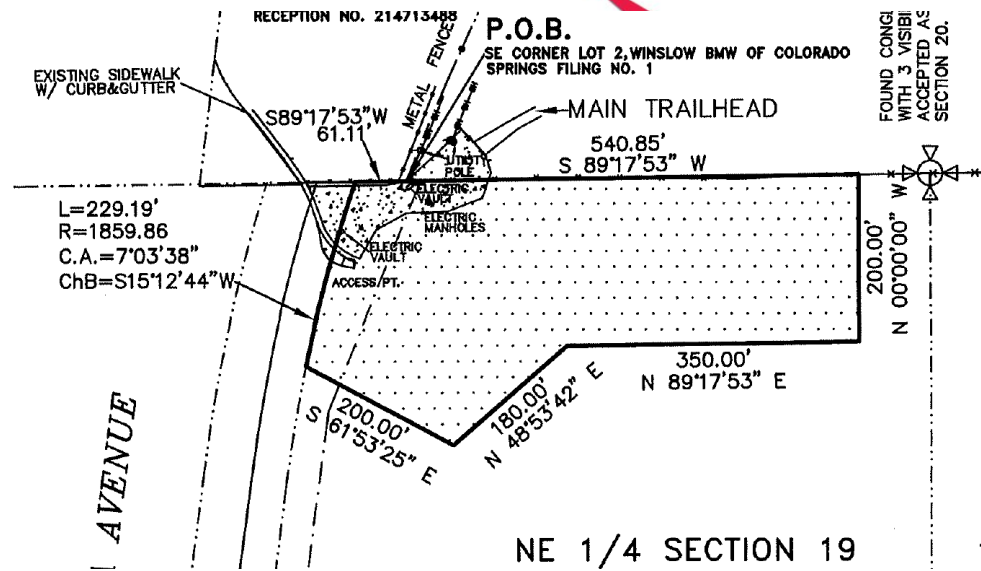 RECEPTION NO. 214713488
P.O.B.
SE CORNER LOT 2, WINSLOW BMW OF COLORADO
SPRINGS FILING NO. 1
METAL FENCE
EXISTING SIDEWALK
W/ CURB&GUTTER
S89°17'53"W
61.11'
MAIN TRAILHEAD
540.85'
S 89°17'53" W
FOUND
WITH 3
ACCEPTED AS
SECTION 20.
UTILITY
POLE
ELECTRIC
VAULT
ELECTRIC
MANHOLES
ELECTRIC
VAULT
ACCESS PT.
L=229.19'
R=1859.86
C.A.=7°03'38"
ChB=S15°12'44"W
200.00'
N 00°00'00" W
350.00'
N 89°17'53" E
180.00'
N 48°53'42" E
200.00'
S 61°53'25" E
AVENUE
NE 1/4 SECTION 19